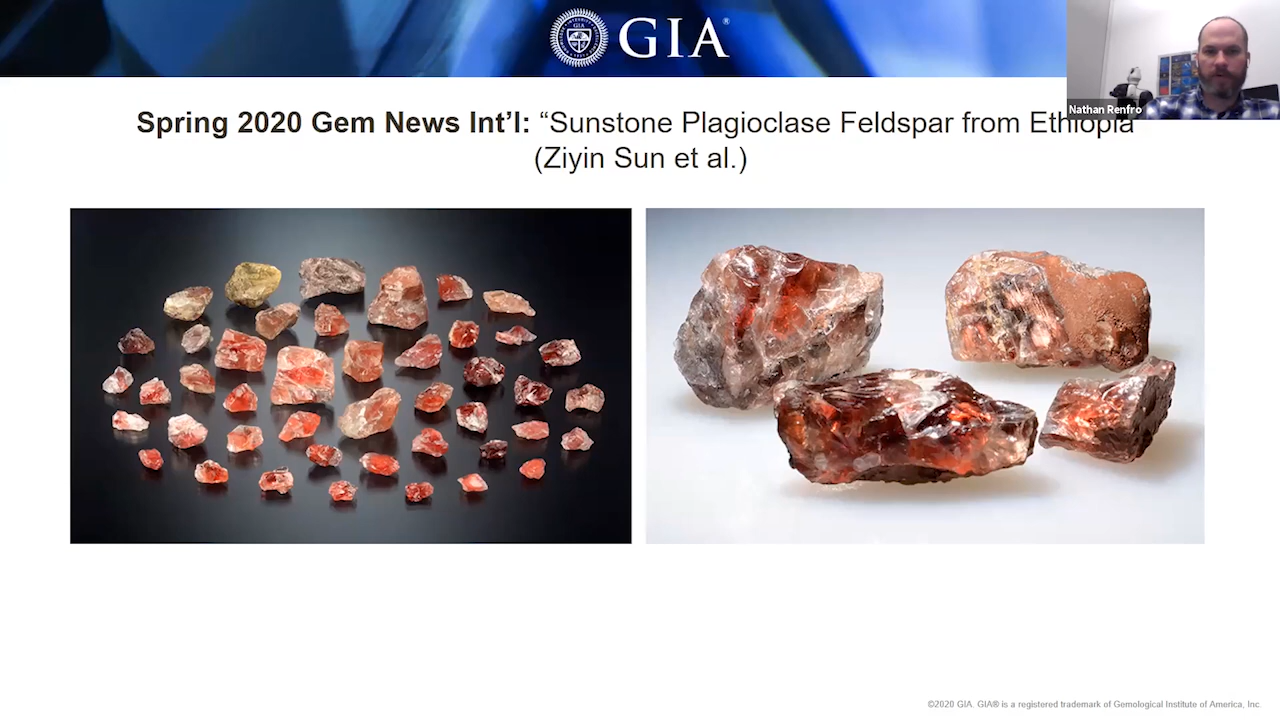 GIA®
Nathan Renfro
Spring 2020 Gem News Int'l: “Sunstone Plagioclase Feldspar from Ethiopia
(Ziyin Sun et al.)
©2020 GIA. GIA® is a registered trademark of Gemological Institute of America, Inc.